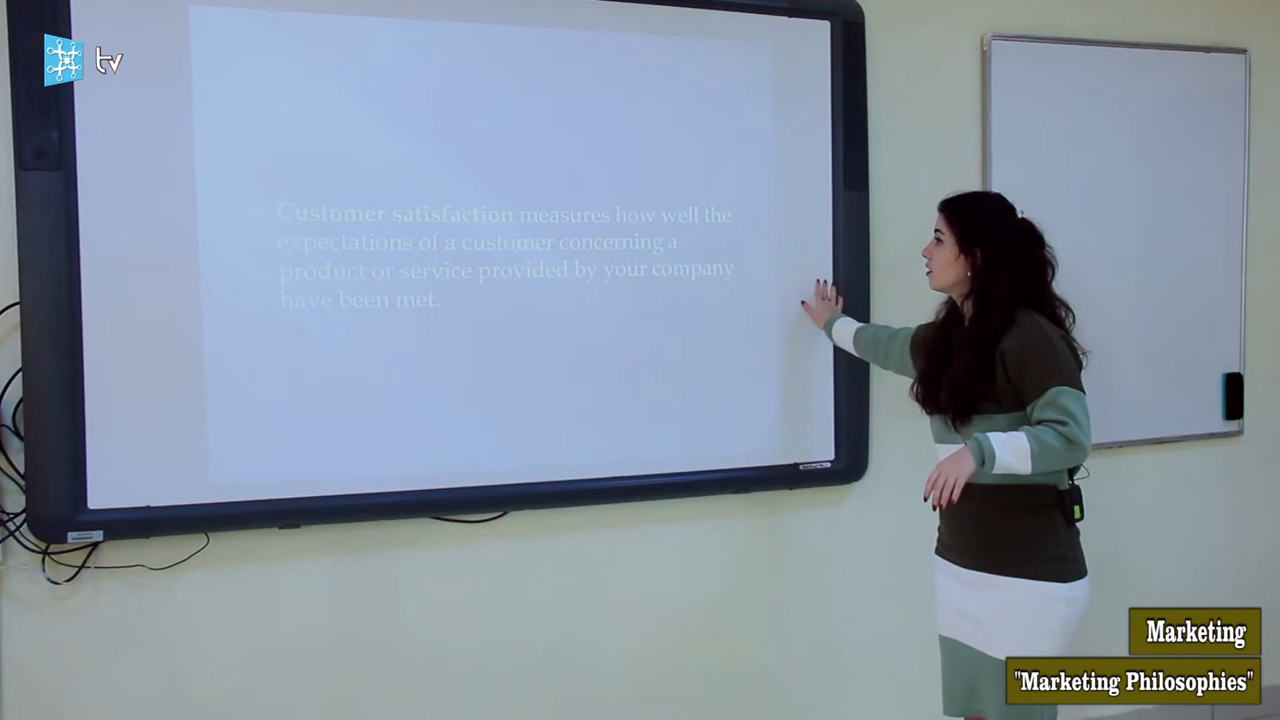 tv
Customer satisfaction measures how well the
expectations of a customer concerning a
product or service provided by your company
have been met.
Marketing
"Marketing Philosophies"